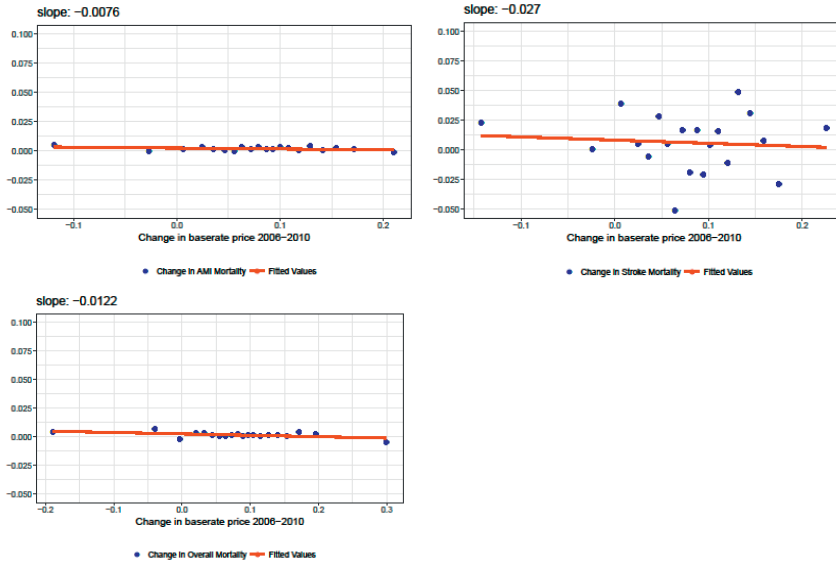 slope: −0.0076
0.100
0.075
0.050
0.025
0.000
−0.025
−0.050
−0.1
0.0
0.1
0.2
Change in baserate price 2006−2010
Change in AMI Mortality
Fitted Values
slope: −0.027
0.100
0.075
0.050
0.025
0.000
−0.025
−0.050
−0.1
0.0
0.1
0.2
Change in baserate price 2006−2010
Change in Stroke Mortality
Fitted Values
slope: −0.0122
0.100
0.075
0.050
0.025
0.000
−0.025
−0.050
−0.2
−0.1
0.0
0.1
0.2
0.3
Change in baserate price 2006−2010
Change in Overall Mortality
Fitted Values